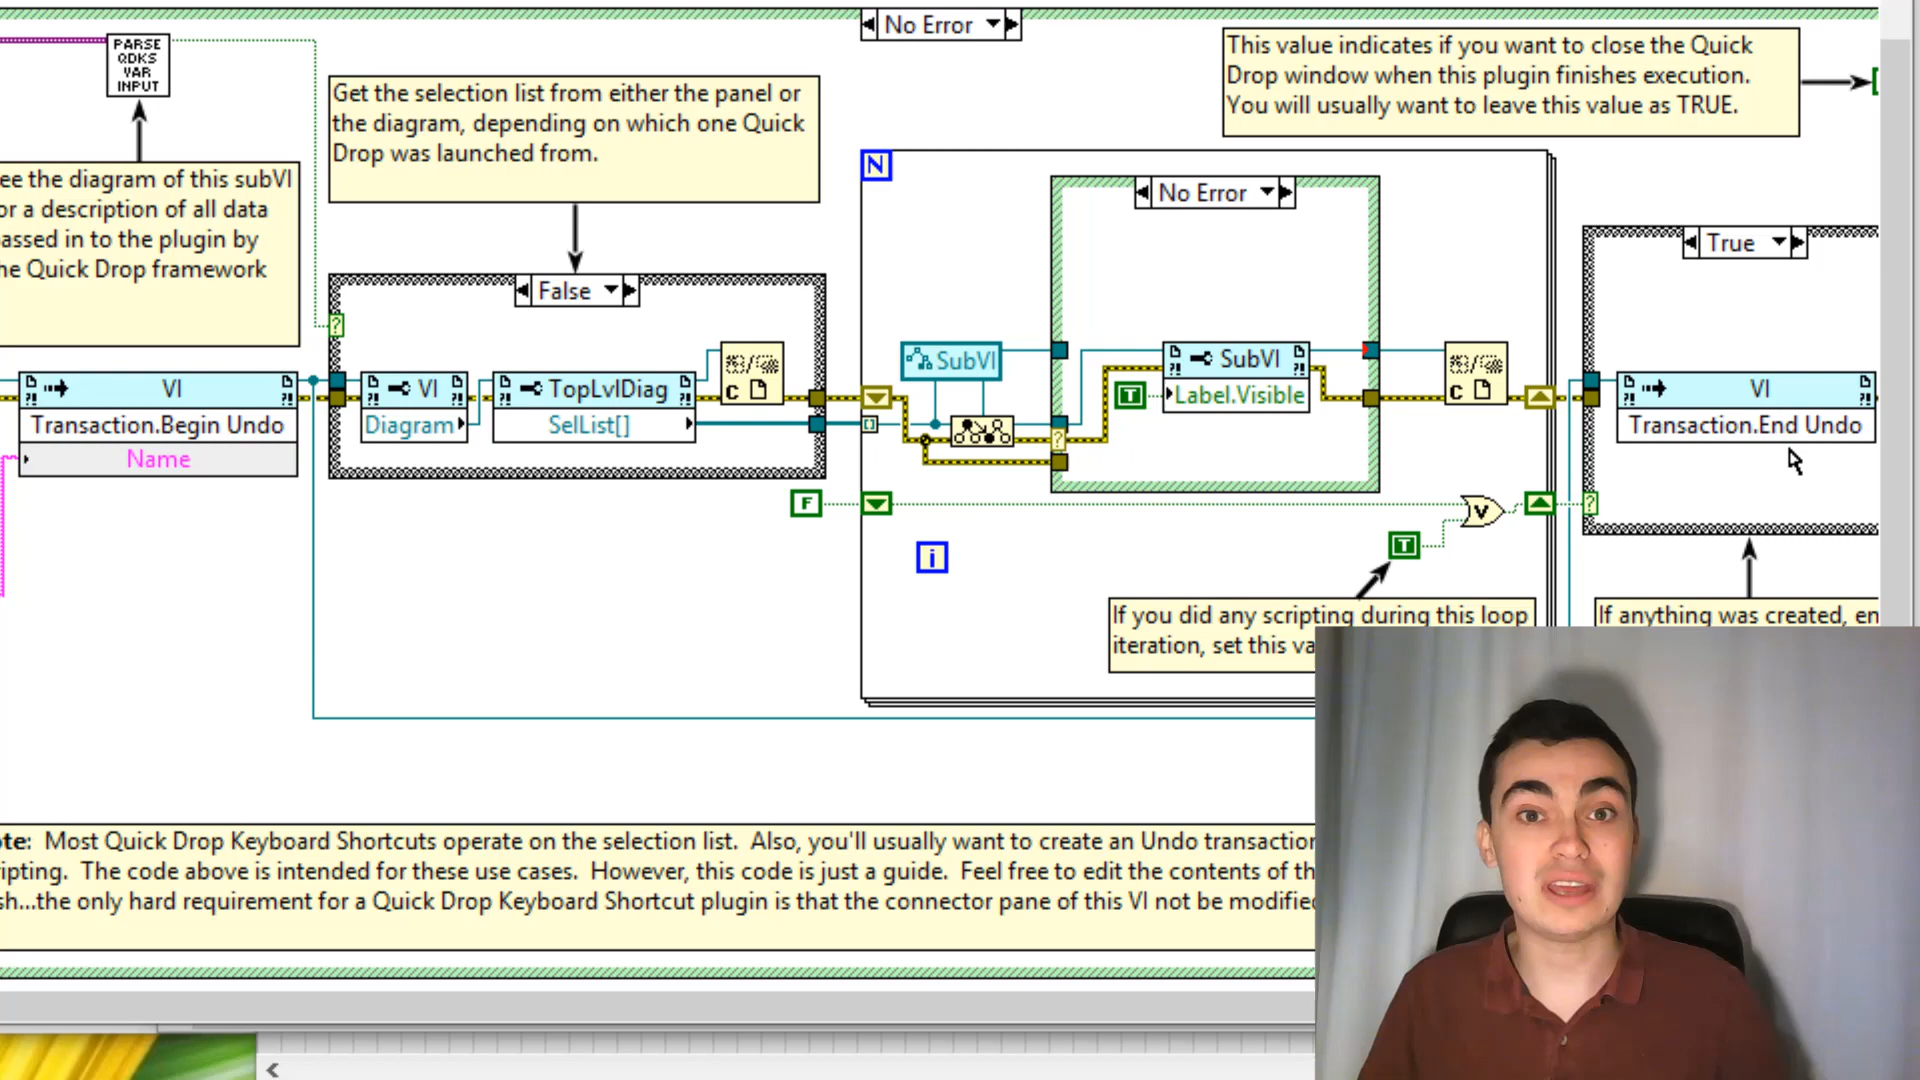 No Error
PARSE
QDKS
VAR
INPUT
This value indicates if you want to close the Quick
Drop window when this plugin finishes execution.
You will usually want to leave this value as TRUE.
Get the selection list from either the panel or
the diagram, depending on which one Quick
Drop was launched from.
ee the diagram of this subVI
or a description of all data
assed in to the plugin by
he Quick Drop framework
N
No Error
True
False
SubVI
SubVI
T
Label.Visible
C
VI
Transaction.Begin Undo
Name
VI
Diagram
TopLvlDiag
SelList[]
C
VI
Transaction.End Undo
F
V
T
i
If you did any scripting during this loop
iteration, set this va
If anything was created, en
ote: Most Quick Drop Keyboard Shortcuts operate on the selection list. Also, you'll usually want to create an Undo transaction
ripting. The code above is intended for these use cases. However, this code is just a guide. Feel free to edit the contents of th
sh...the only hard requirement for a Quick Drop Keyboard Shortcut plugin is that the connector pane of this VI not be modified